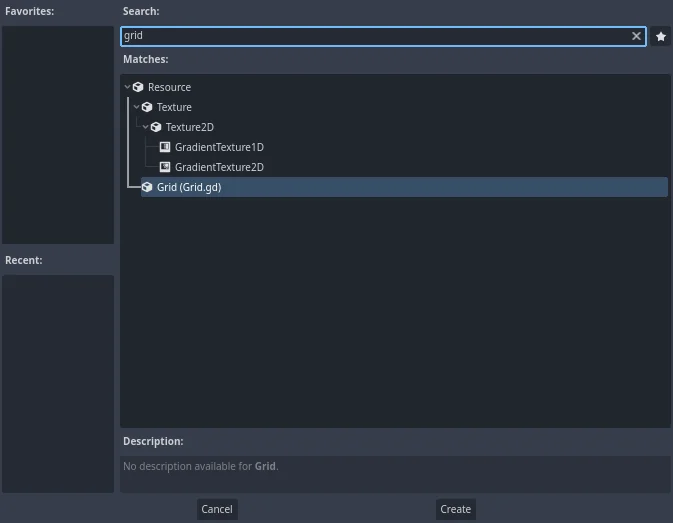 Favorites:
Search:
grid
Matches:
Resource
Texture
Texture2D
GradientTexture1D
GradientTexture2D
Grid (Grid.gd)
Recent:
Description:
No description available for Grid.
Cancel
Create